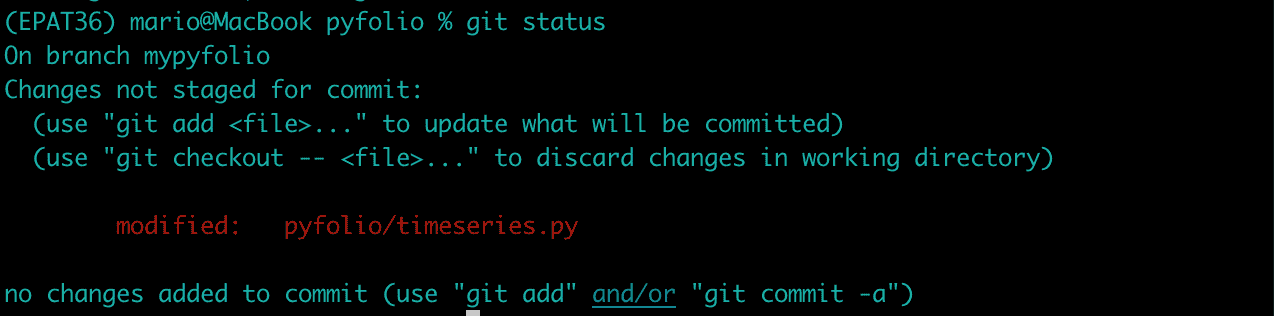 (EPAT36) mario@MacBook pyfolio % git status
On branch mypyfolio
Changes not staged for commit:
  (use "git add <file>..." to update what will be committed)
  (use "git checkout -- <file>..." to discard changes in working directory)
        modified:   pyfolio/timeseries.py
no changes added to commit (use "git add" and/or "git commit -a")